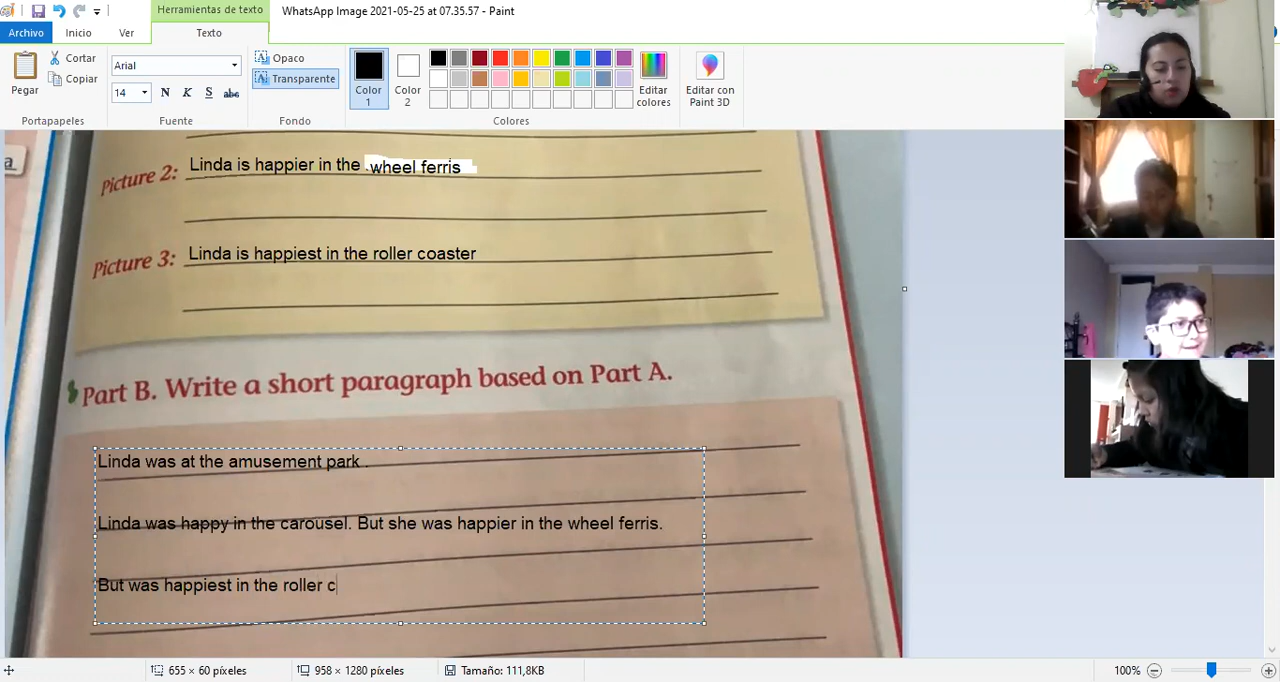 Herramientas de texto
WhatsApp Image 2021-05-25 at 07.35.57 - Paint
Archivo Inicio Ver Texto
Pegar
Cortar
Copiar
Arial
14 N K S abc
Opaco
Transparente
Color 1
Color 2
Editar colores
Editar con Paint 3D
Portapapeles Fuente Fondo Colores
a
Picture 2: Linda is happier in the wheel ferris
Picture 3: Linda is happiest in the roller coaster
Part B. Write a short paragraph based on Part A.
Linda was at the amusement park .
Linda was happy in the carousel. But she was happier in the wheel ferris.
But was happiest in the roller c
655 × 60 píxeles 958 × 1280 píxeles Tamaño: 111,8KB 100%